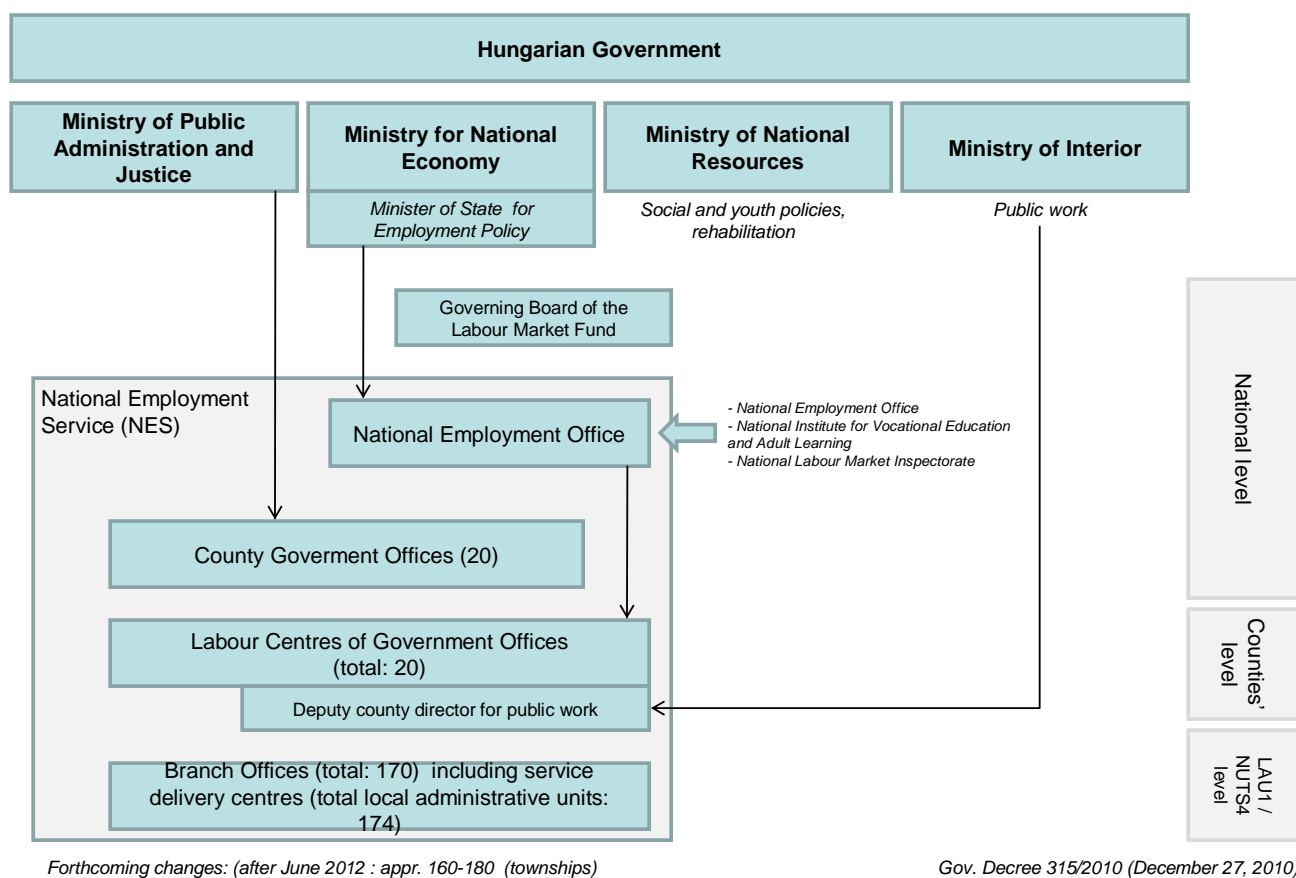 Hungarian Government
Ministry of Public
Administration and
Justice
Ministry for National
Economy
Minister of State for
Employment Policy
Ministry of National
Resources
Social and youth policies,
rehabilitation
Ministry of Interior
Public work
Governing Board of the
Labour Market Fund
National Employment
Service (NES)
National Employment Office
- National Employment Office
- National Institute for Vocational Education
and Adult Learning
- National Labour Market Inspectorate
County Goverment Offices (20)
Labour Centres of Government Offices
(total: 20)
Deputy county director for public work
Branch Offices (total: 170) including service
delivery centres (total local administrative units:
174)
National level
Counties'
level
LAU1 /
NUTS4
level
Forthcoming changes: (after June 2012 : appr. 160-180 (townships)
Gov. Decree 315/2010 (December 27, 2010)